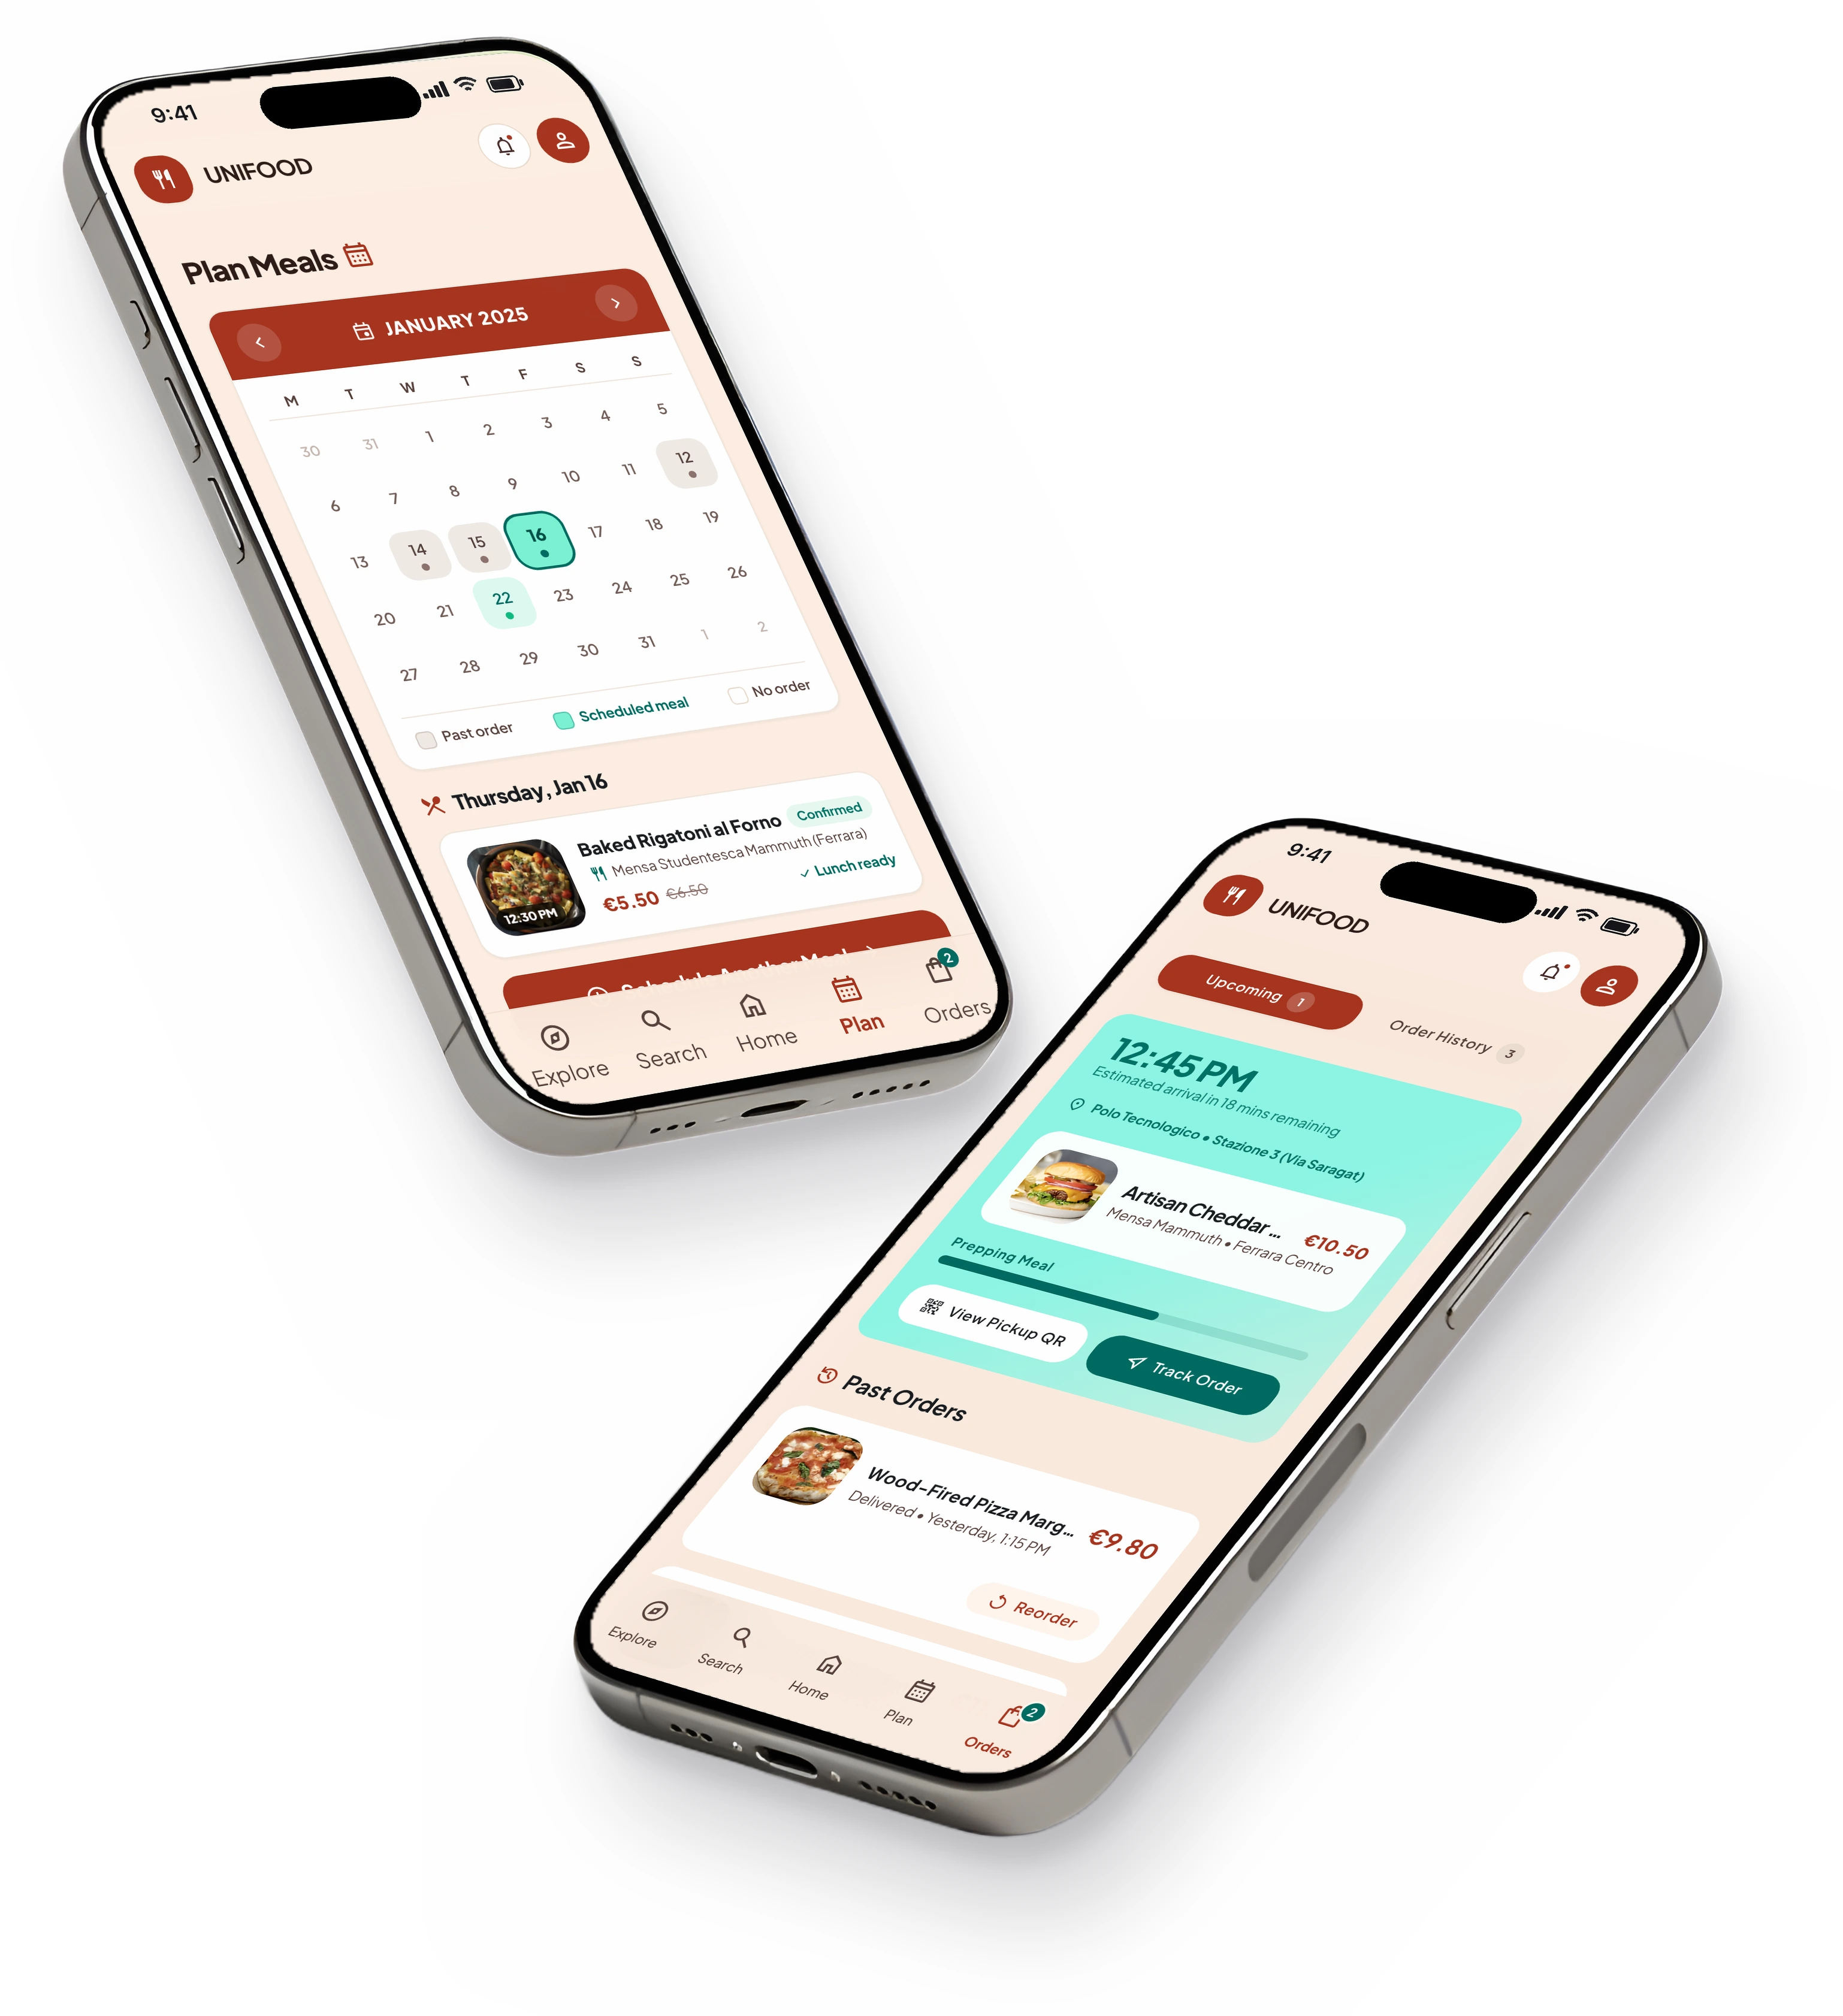 9:41
UNIFOOD
Plan Meals
JANUARY 2025
M T W T F S S
30 31 1 2 3 4 5
6 7 8 9 10 11 12
13 14 15 16 17 18 19
20 21 22 23 24 25 26
27 28 29 30 31 1 2
Past order Scheduled meal No order
Thursday, Jan 16
Baked Rigatoni al Forno Confirmed
Mensa Studentesca Mammuth (Ferrara)
€5.50 €6.50 Lunch ready
12:30 PM
Schedule Another Meal
2
Explore Search Home Plan Orders
9:41
UNIFOOD
Upcoming 1 Order History 3
12:45 PM
Estimated arrival in 18 mins remaining
Polo Tecnologico • Stazione 3 (Via Saragat)
Artisan Cheddar ... €10.50
Mensa Mammuth • Ferrara Centro
Prepping Meal
View Pickup QR Track Order
Past Orders
Wood-Fired Pizza Marg... €9.80
Delivered • Yesterday, 1:15 PM
Reorder
2
Explore Search Home Plan Orders